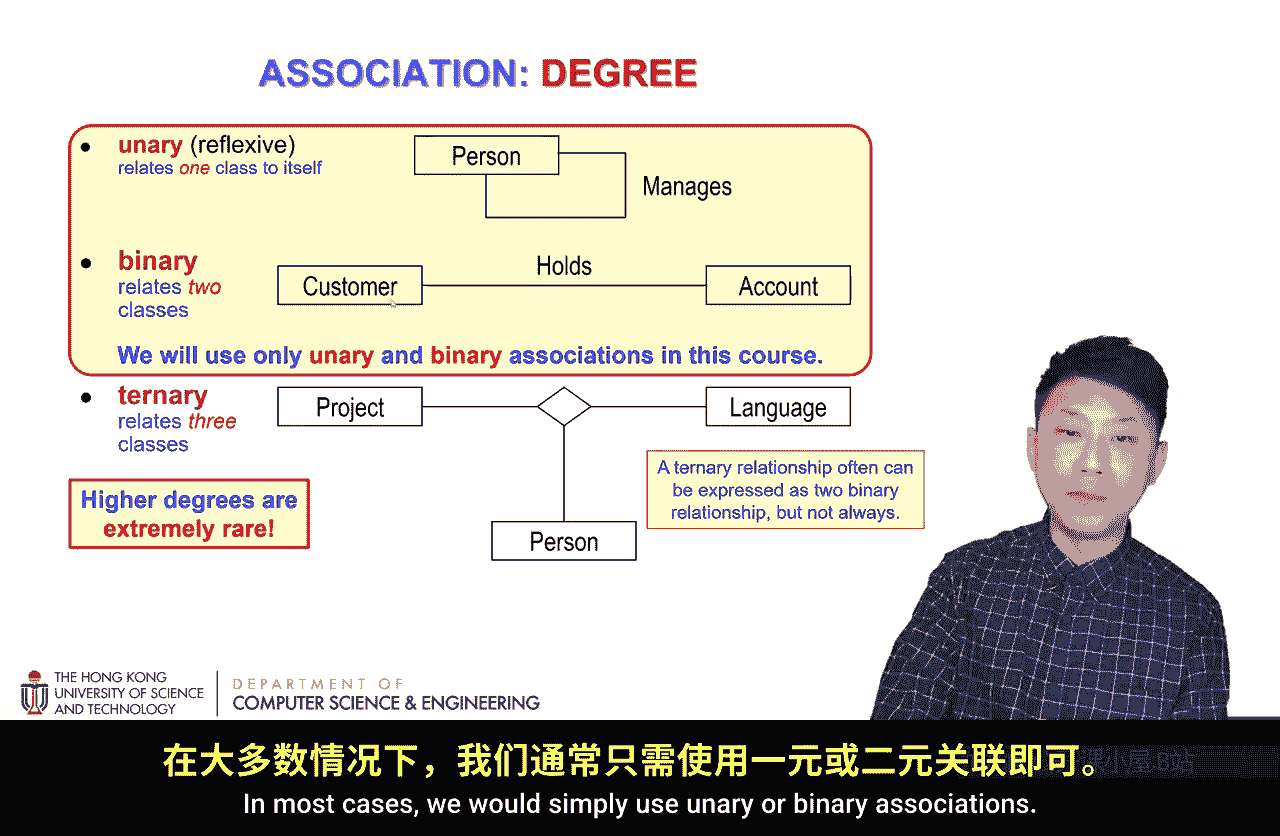 ASSOCIATION: DEGREE
● unary (reflexive)
relates one class to itself
Person
Manages
● binary
relates two
classes
Customer
Holds
Account
We will use only unary and binary associations in this course.
● ternary
relates three
classes
Project
Language
Person
A ternary relationship often can
be expressed as two binary
relationship, but not always.
Higher degrees are
extremely rare!
THE HONG KONG
UNIVERSITY OF SCIENCE
AND TECHNOLOGY
DEPARTMENT OF
COMPUTER SCIENCE & ENGINEERING
在大多数情况下，我们通常只需使用一元或二元关联即可。
小屋 B站
In most cases, we would simply use unary or binary associations.